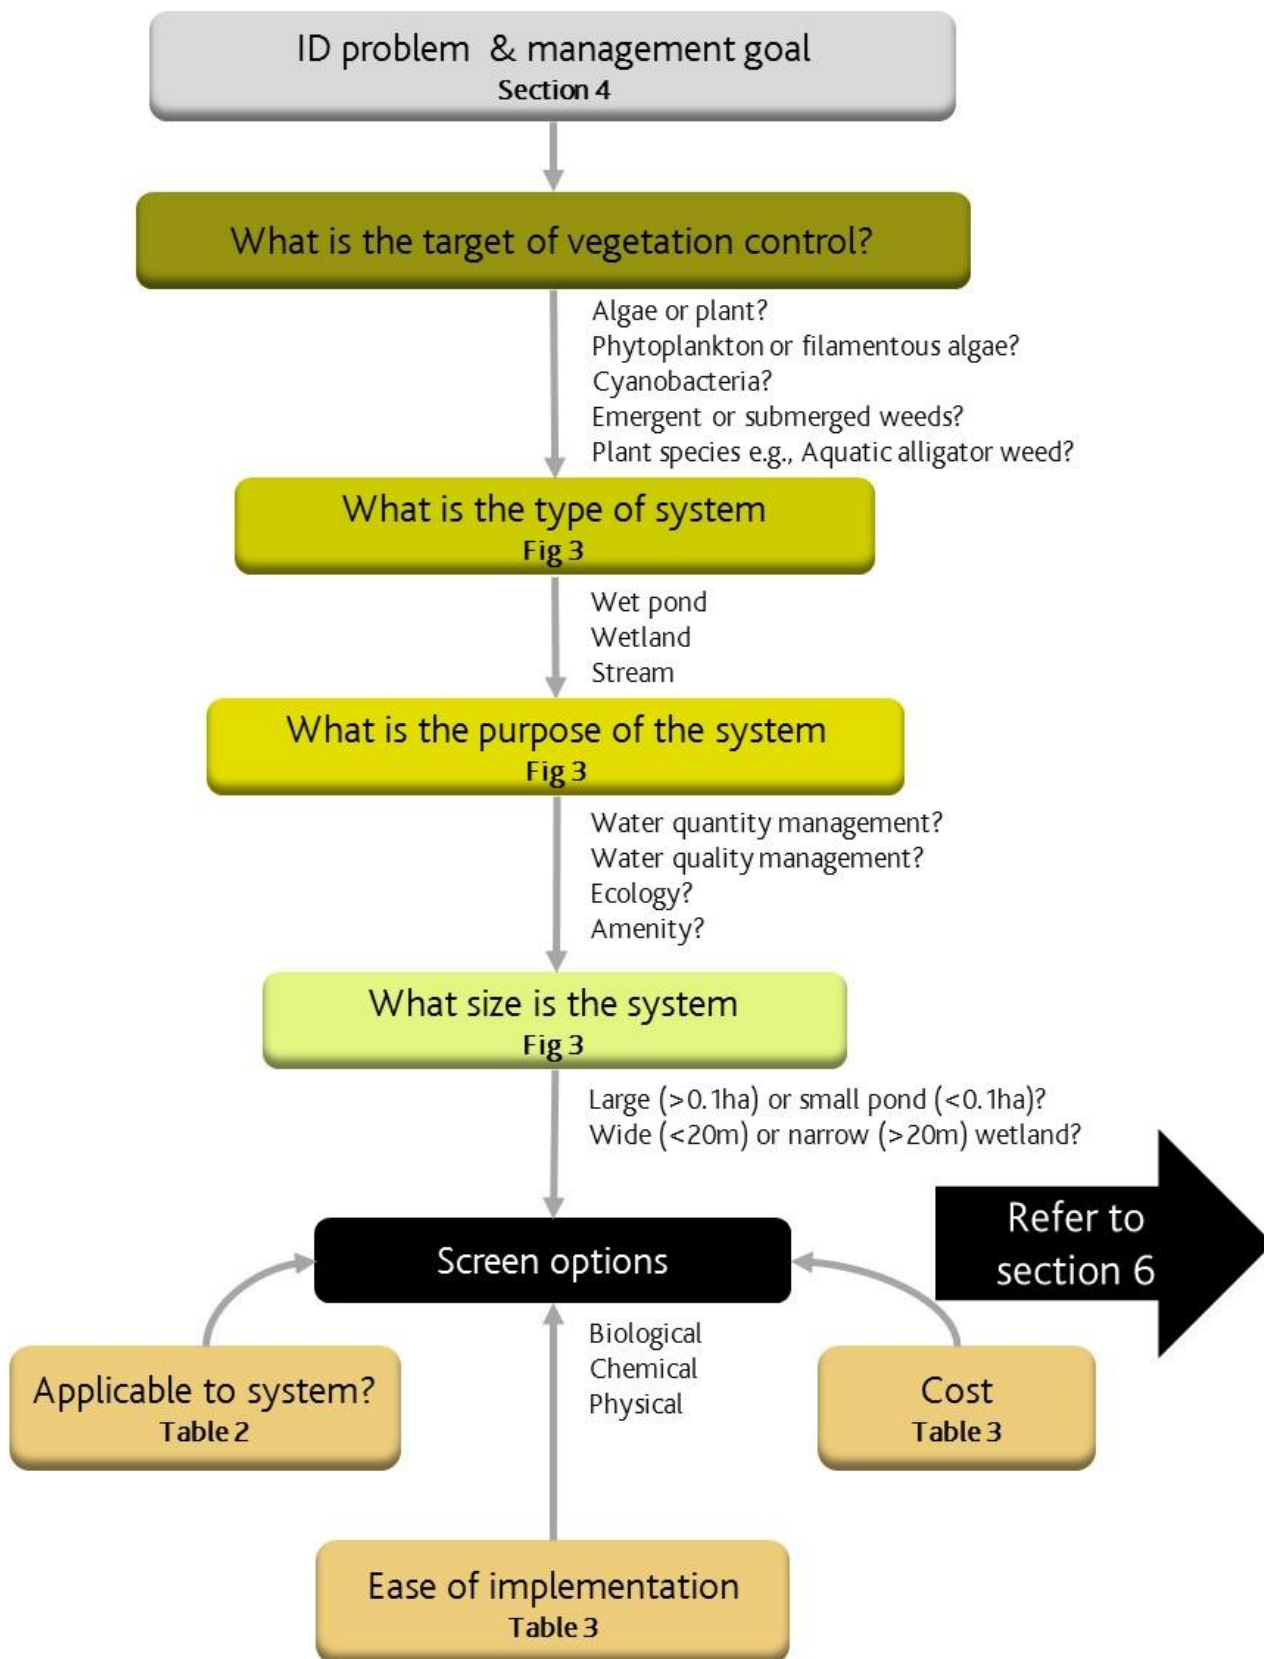 ID problem & management goal
Section 4
What is the target of vegetation control?
Algae or plant?
Phytoplankton or filamentous algae?
Cyanobacteria?
Emergent or submerged weeds?
Plant species e.g., Aquatic alligator weed?
What is the type of system
Fig 3
Wet pond
Wetland
Stream
What is the purpose of the system
Fig 3
Water quantity management?
Water quality management?
Ecology?
Amenity?
What size is the system
Fig 3
Large (>0.1ha) or small pond (<0.1ha)?
Wide (<20m) or narrow (>20m) wetland?
Refer to
section 6
Screen options
Biological
Chemical
Physical
Applicable to system?
Table 2
Cost
Table 3
Ease of implementation
Table 3